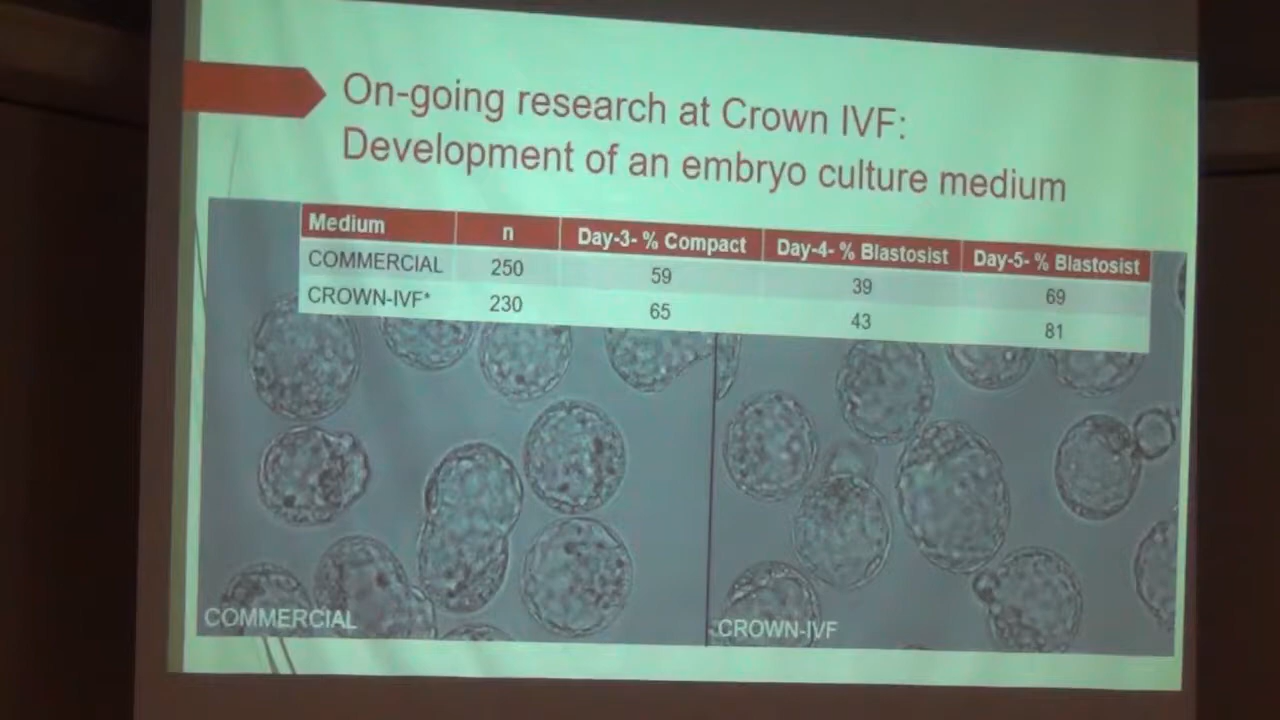 On-going research at Crown IVF:
Development of an embryo culture medium
Medium n Day-3- % Compact Day-4- % Blastosist Day-5- % Blastosist
COMMERCIAL 250 59 39 69
CROWN-IVF* 230 65 43 81
COMMERCIAL
CROWN-IVF